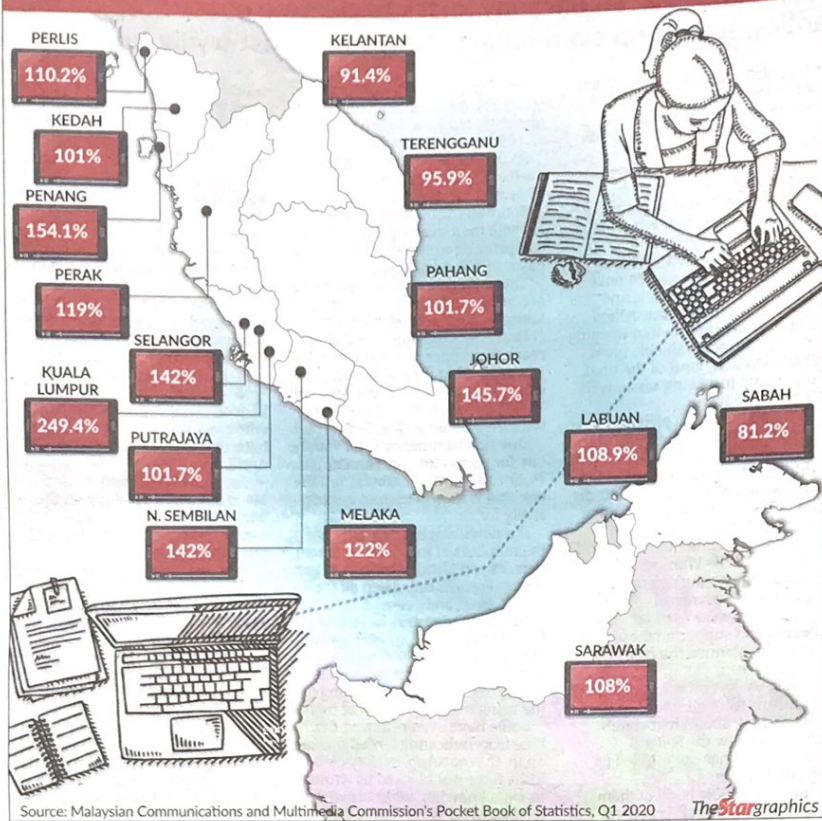 PERLIS
110.2%
KEDAH
101%
PENANG
154.1%
PERAK
119%
SELANGOR
142%
KUALA
LUMPUR
249.4%
PUTRAJAYA
101.7%
N. SEMBILAN
142%
MELAKA
122%
KELANTAN
91.4%
TERENGGANU
95.9%
PAHANG
101.7%
JOHOR
145.7%
LABUAN
108.9%
SABAH
81.2%
SARAWAK
108%
Source: Malaysian Communications and Multimedia Commission's Pocket Book of Statistics, Q1 2020
TheStargraphics